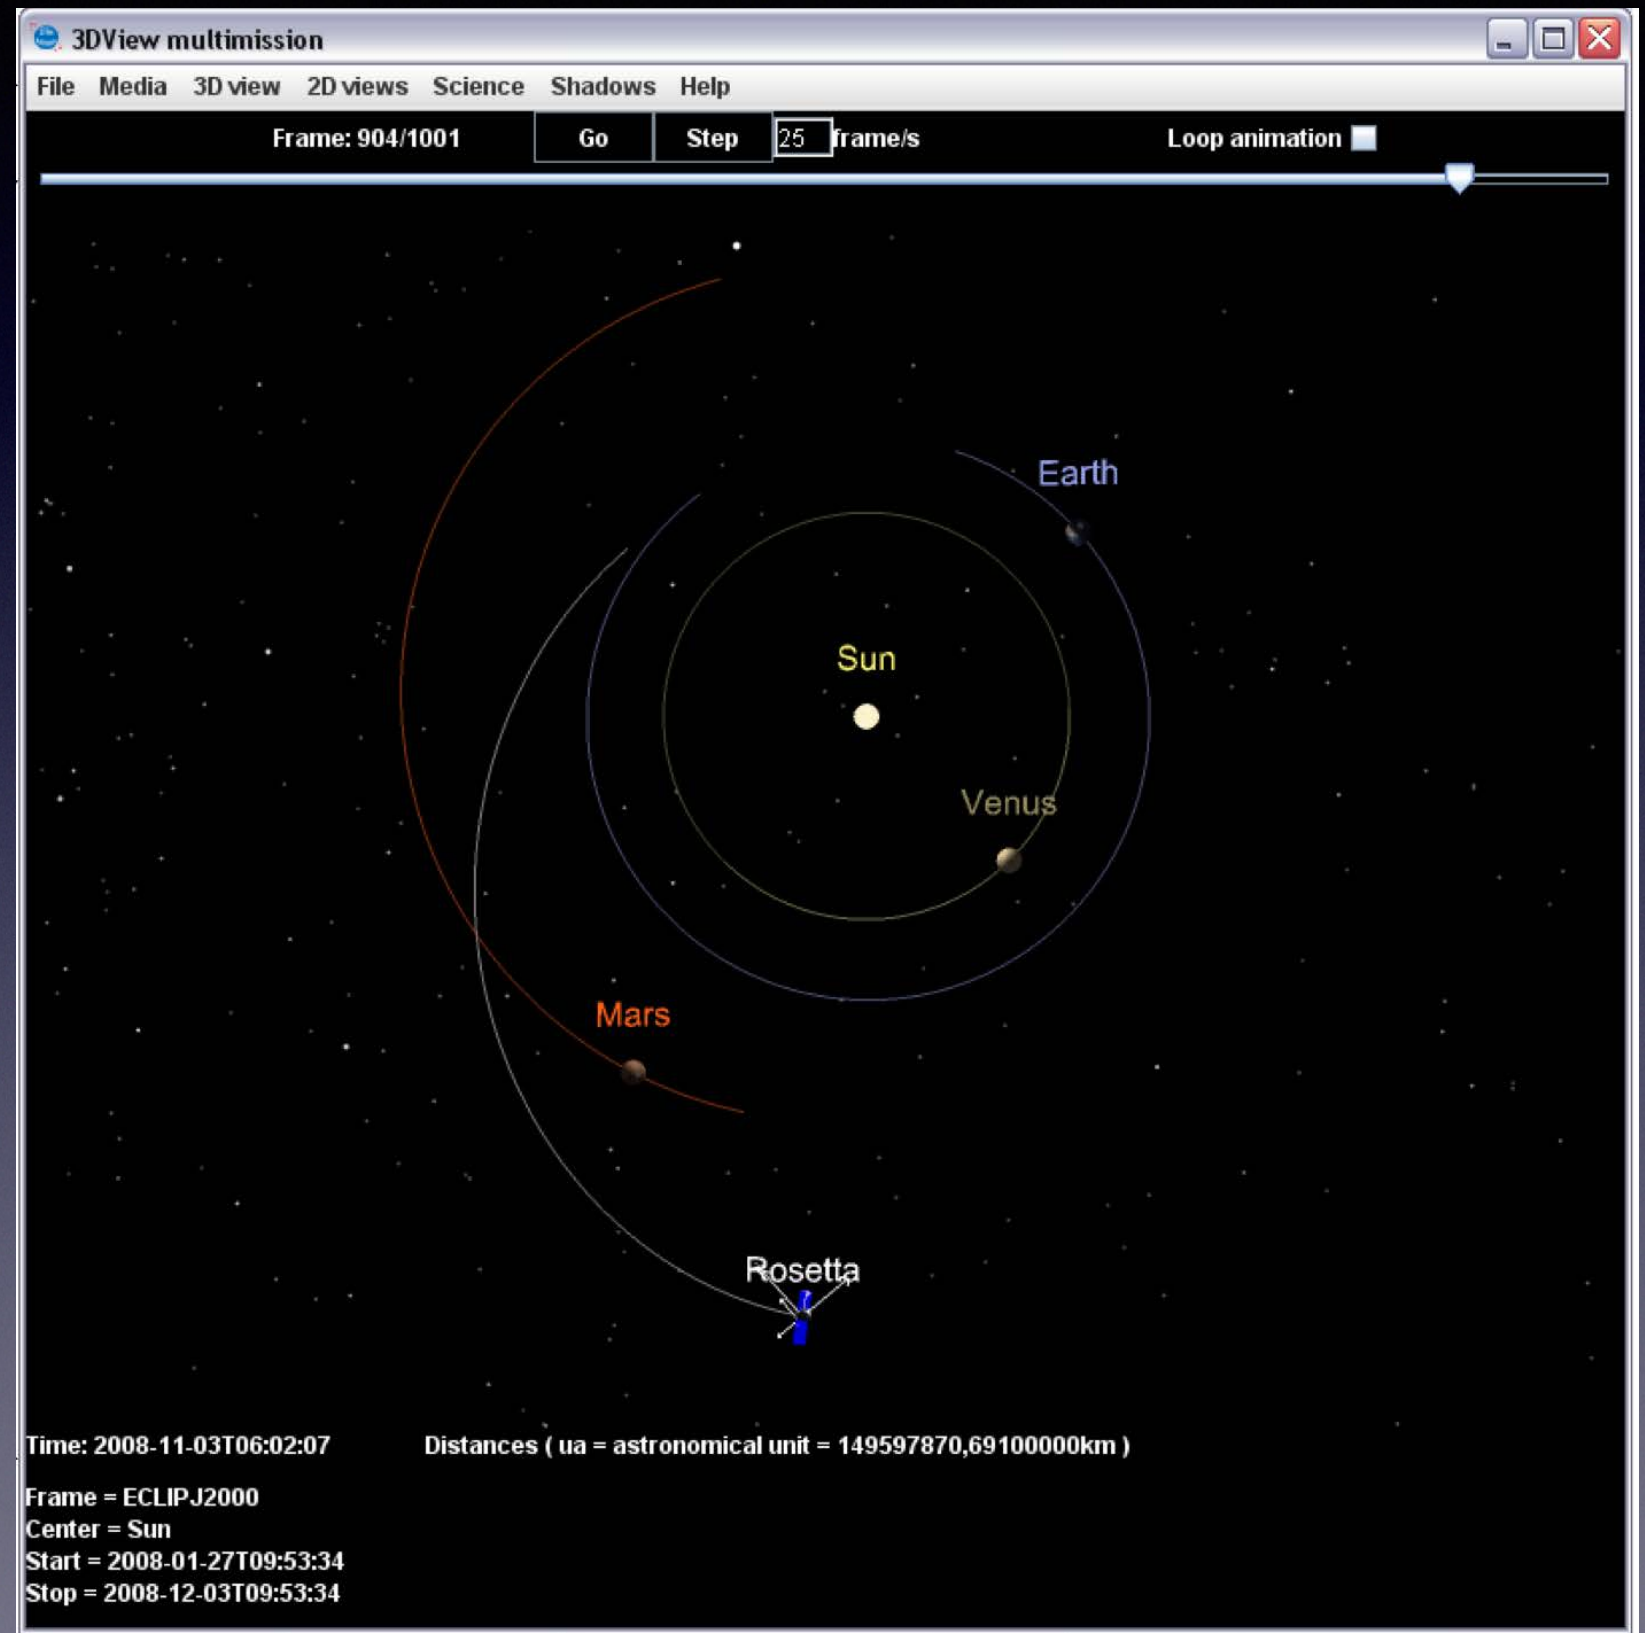 3DView multimission
File Media 3D view 2D views Science Shadows Help
Frame: 904/1001 Go Step 25 frame/s Loop animation
Earth
Sun
Venus
Mars
Rosetta
Time: 2008-11-03T06:02:07 Distances ( ua = astronomical unit = 149597870,69100000km )
Frame = ECLIPJ2000
Center = Sun
Start = 2008-01-27T09:53:34
Stop = 2008-12-03T09:53:34